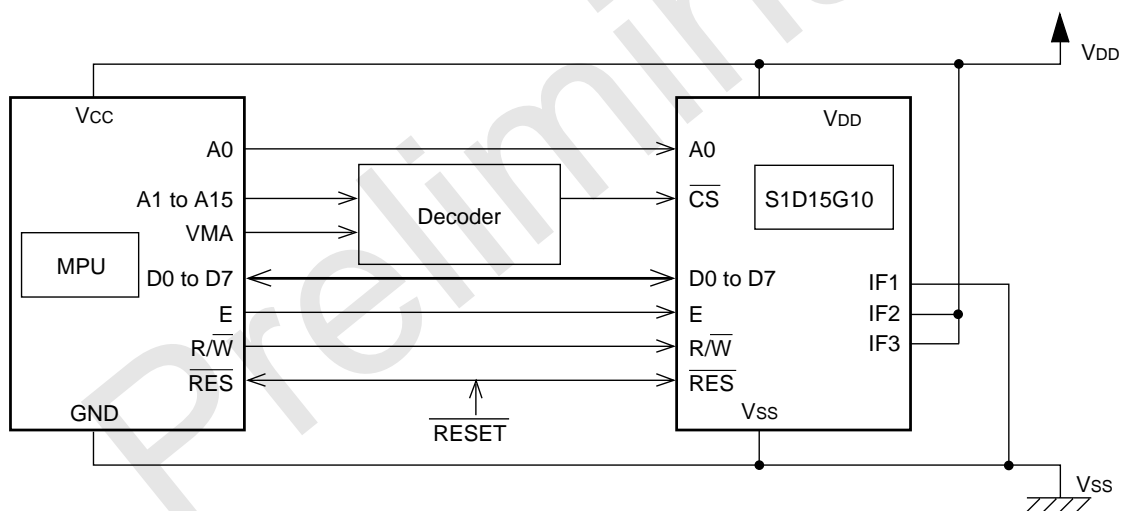 Preliminar
VDD
VCC
VDD
A0
A0
A1 to A15
CS
S1D15G10
Decoder
VMA
MPU
D0 to D7
D0 to D7
IF1
E
E
IF2
R/W
R/W
IF3
RES
RES
GND
VSS
RESET
VSS